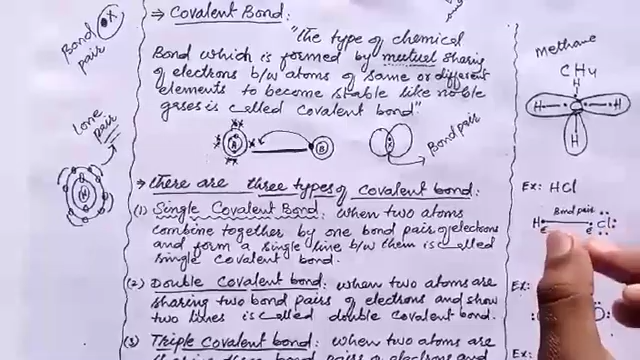 Bond
pair
Lone
pair
⇒ Covalent Bond:
"The type of chemical
Bond which is formed by mutual sharing
of electrons b/w atoms of same or different
elements to become stable like noble
gases is called Covalent bond"
Bond pair
⇒ There are three types of covalent bond:
(1) Single Covalent Bond: when two atoms
combine together by one bond pair of electrons
and form a single line b/w them is called
single covalent bond.
(2) Double Covalent bond: when two atoms are
sharing two bond pairs of electrons and show
two lines is called double covalent bond.
(3) Triple Covalent bond: when two atoms are
methane
CH4
H
H C H
H
Ex: HCl
Bond pair
H Cl
e e
Ex:
Ex: